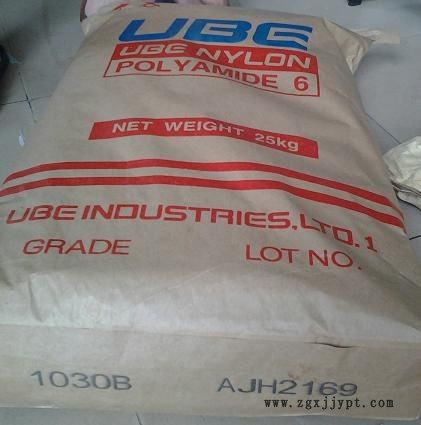 UBE
UBE NYLON
POLYAMIDE 6
NET WEIGHT 25kg
UBE INDUSTRIES,LTD.1
GRADE LOT NO.
1030B AJH2169
www.zgxjjypt.com